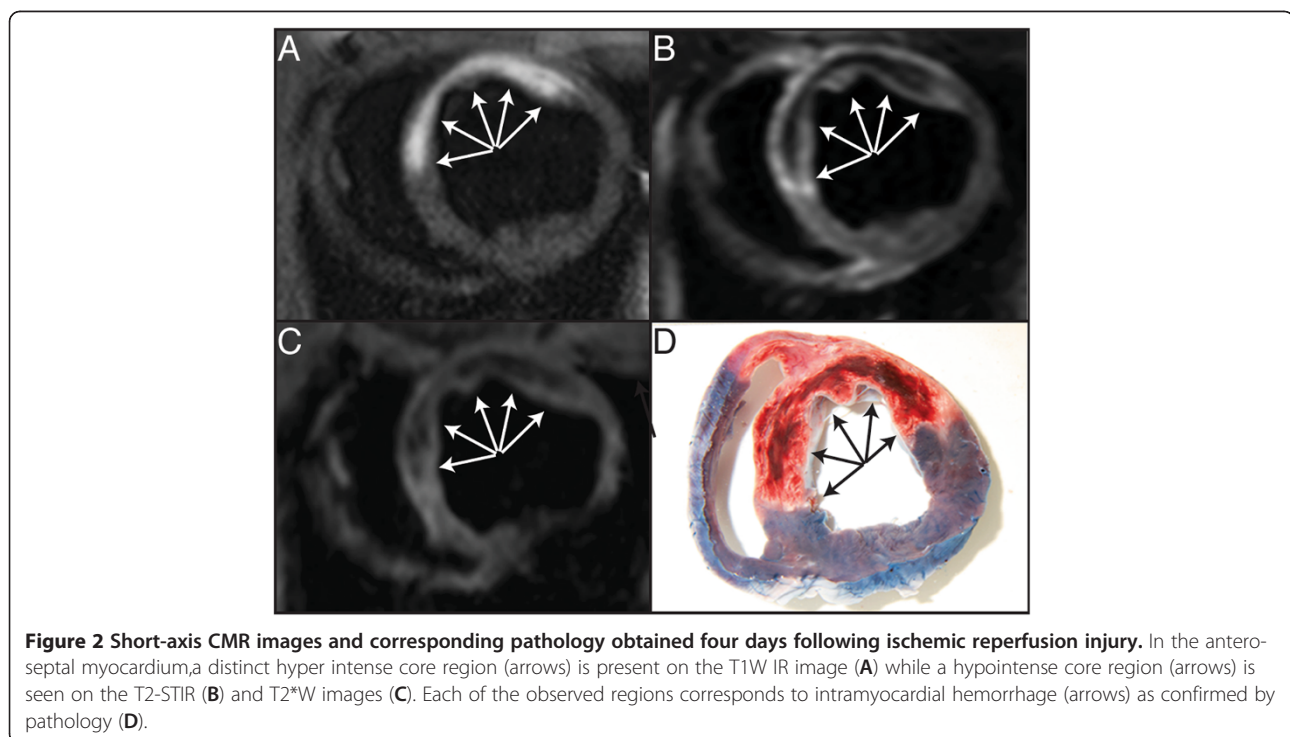 A
B
C
D
Figure 2 Short-axis CMR images and corresponding pathology obtained four days following ischemic reperfusion injury. In the antero-
septal myocardium,a distinct hyper intense core region (arrows) is present on the T1W IR image (A) while a hypointense core region (arrows) is
seen on the T2-STIR (B) and T2*W images (C). Each of the observed regions corresponds to intramyocardial hemorrhage (arrows) as confirmed by
pathology (D).